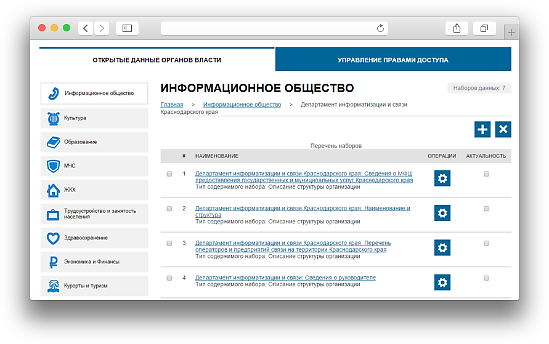 ОТКРЫТЫЕ ДАННЫЕ ОРГАНОВ ВЛАСТИ
УПРАВЛЕНИЕ ПРАВАМИ ДОСТУПА
Информационное общество
Культура
Образование
МЧС
ЖКХ
Трудоустройство и занятость
населения
Здравоохранение
Экономика и Финансы
Курорты и туризм
ИНФОРМАЦИОННОЕ ОБЩЕСТВО
Наборов данных: 7
Главная > Информационное общество > Департамент информатизации и связи
Краснодарского края
Перечень наборов
# НАИМЕНОВАНИЕ ОПЕРАЦИИ АКТУАЛЬНОСТЬ
1 Департамент информатизации и связи Краснодарского края: Сведения о МФЦ
предоставления государственных и муниципальных услуг Краснодарского края
Тип содержимого набора: Описание структуры организации
2 Департамент информатизации и связи Краснодарского края: Наименование и
структура
Тип содержимого набора: Описание структуры организации
3 Департамент информатизации и связи Краснодарского края: Перечень
операторов и предприятий связи на территории Краснодарского края
Тип содержимого набора: Описание структуры организации
4 Департамент информатизации и связи: Сведения о руководителе
Тип содержимого набора: Описание структуры организации